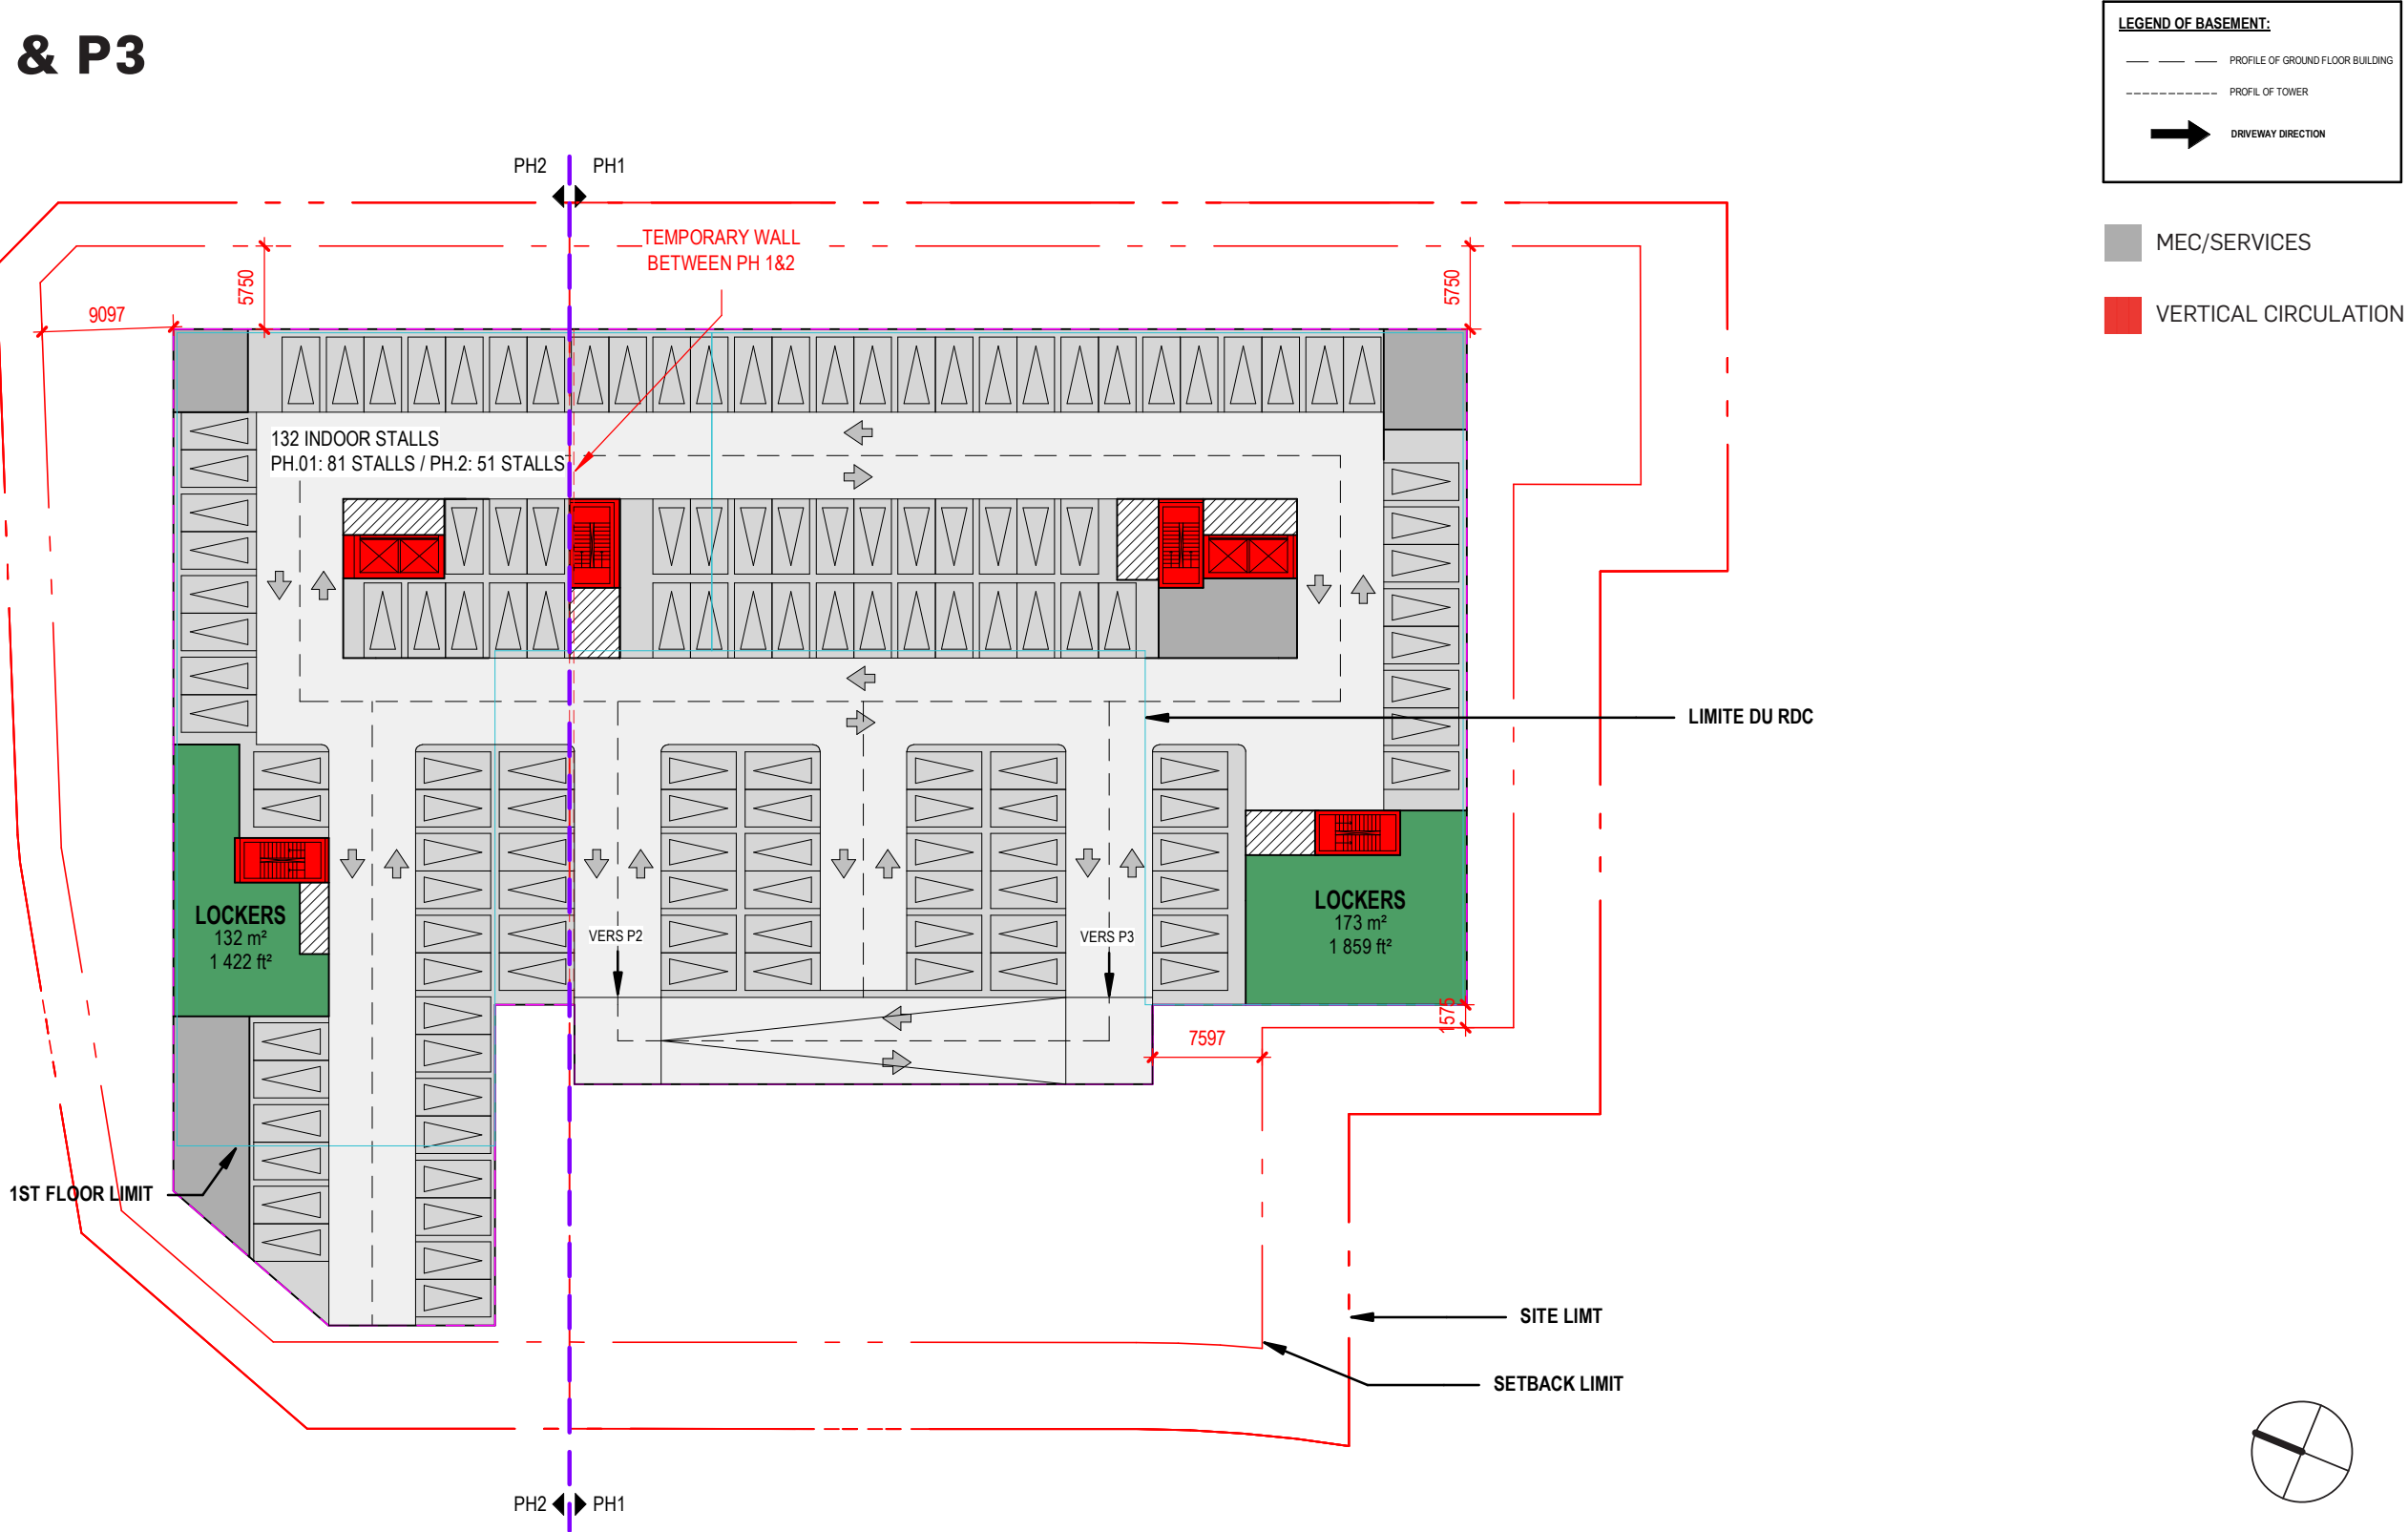 & P3
LEGEND OF BASEMENT:
PROFILE OF GROUND FLOOR BUILDING
PROFIL OF TOWER
DRIVEWAY DIRECTION
MEC/SERVICES
VERTICAL CIRCULATION
PH2
PH1
TEMPORARY WALL
BETWEEN PH 1&2
5750
5750
9097
132 INDOOR STALLS
PH.01: 81 STALLS / PH.2: 51 STALLS
LIMITE DU RDC
LOCKERS
132 m²
1 422 ft²
VERS P2
VERS P3
LOCKERS
173 m²
1 859 ft²
1575
7597
1ST FLOOR LIMIT
SITE LIMT
SETBACK LIMIT
PH2
PH1